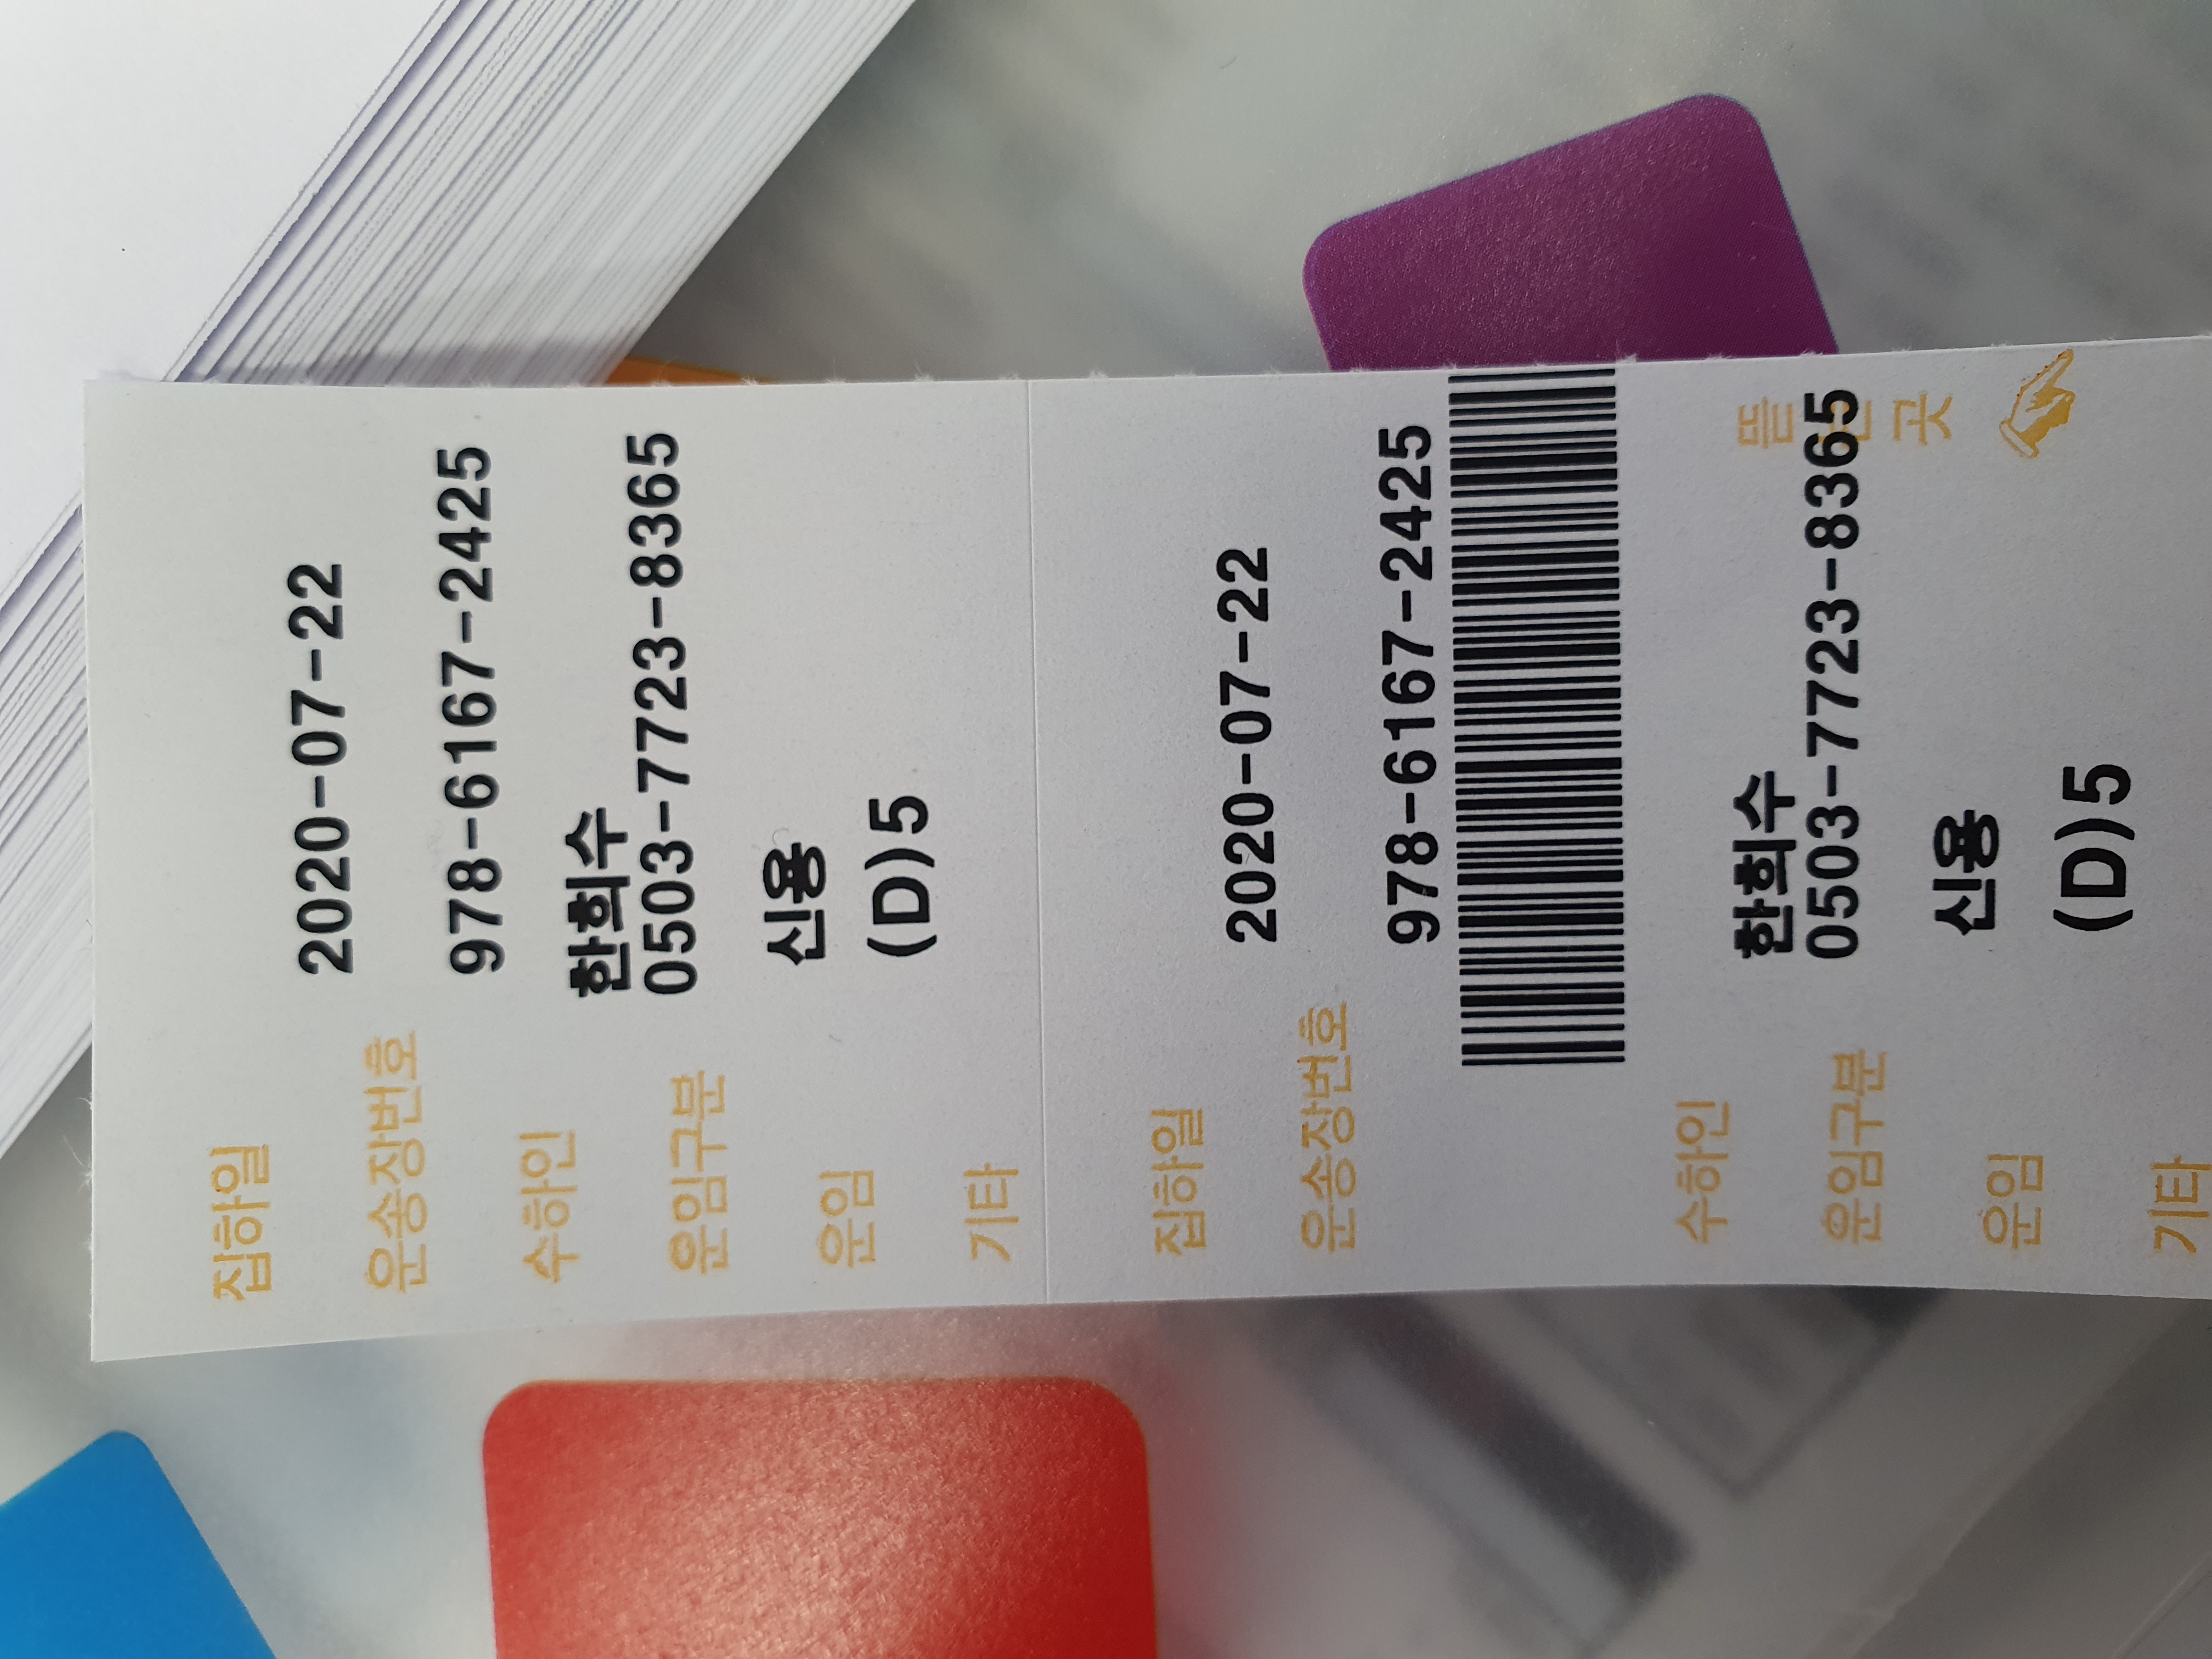 집하일
2020-07-22
운송장번호
978-6167-2425
수하인
한희수
0503-7723-8365
운임구분
신용
운임
(D)5
기타
집하일
2020-07-22
운송장번호
978-6167-2425
뜯는곳
수하인
한희수
0503-7723-8365
운임구분
신용
운임
(D)5
기타